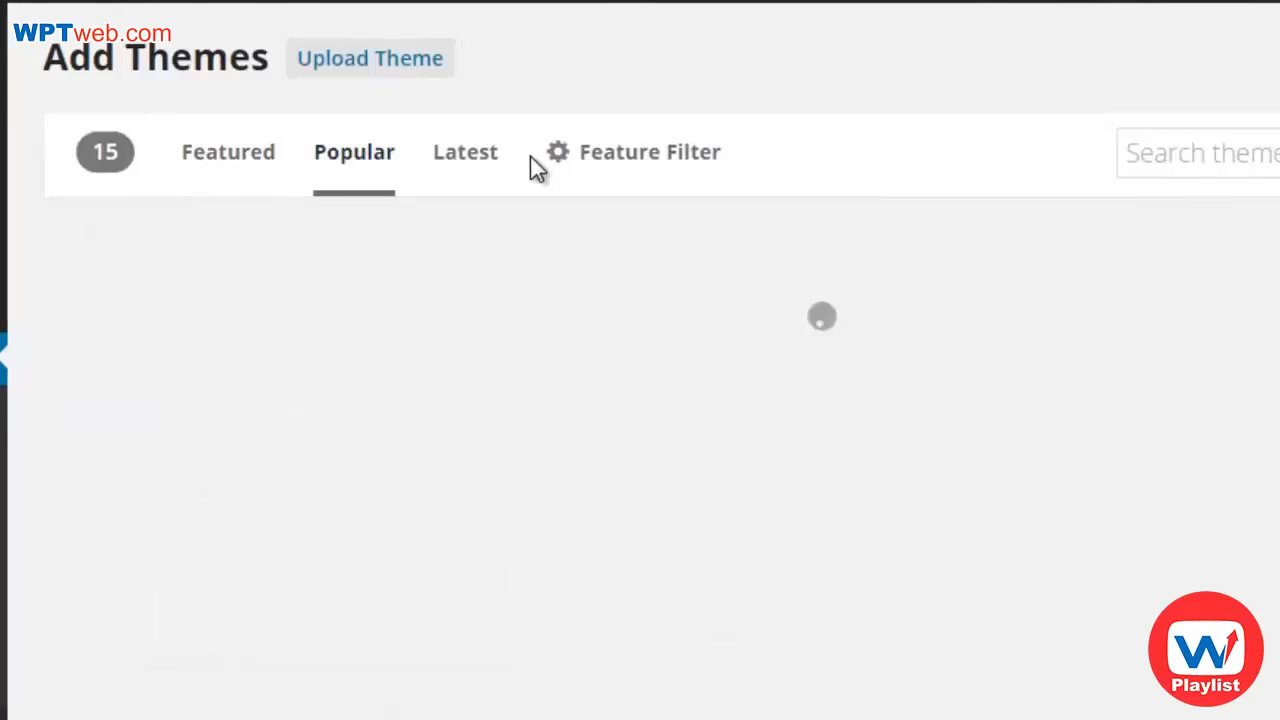 WPTweb.com
Add Themes Upload Theme
15 Featured Popular Latest Feature Filter Search theme
W
Playlist